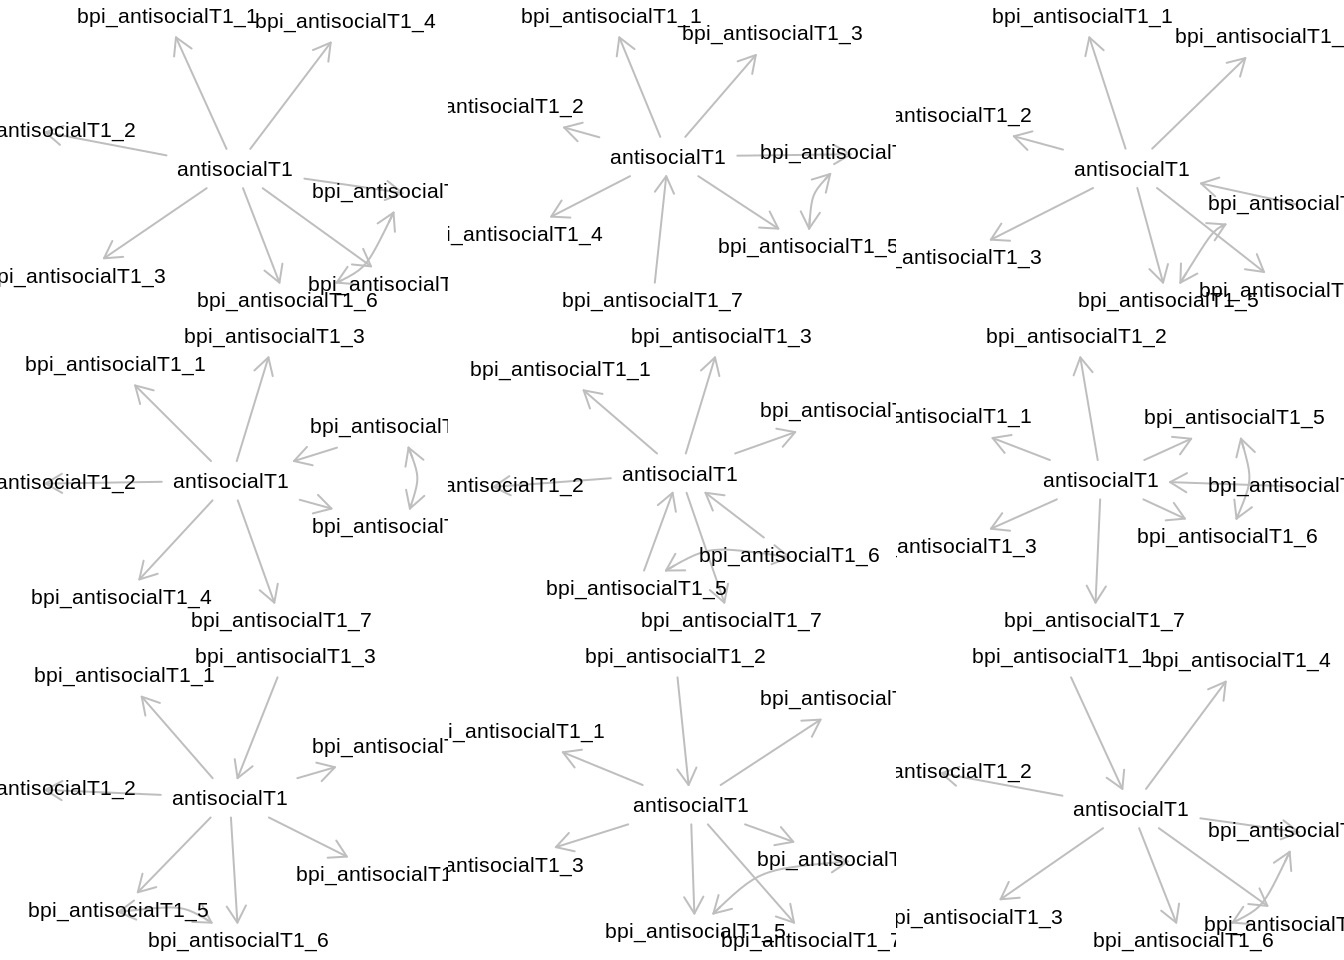 bpi_antisocialT1_1
bpi_antisocialT1_4
antisocialT1_2
antisocialT1
bpi_antisocialT
pi_antisocialT1_3
bpi_antisocialT
bpi_antisocialT1_6
bpi_antisocialT1_1
bpi_antisocialT1_3
antisocialT1_2
antisocialT1
bpi_antisocialT
i_antisocialT1_4
bpi_antisocialT1_5
bpi_antisocialT1_7
bpi_antisocialT1_1
bpi_antisocialT1_
antisocialT1_2
antisocialT1
bpi_antisocialT
_antisocialT1_3
bpi_antisocialT
bpi_antisocialT1_5
bpi_antisocialT1_3
bpi_antisocialT1_1
bpi_antisocialT
antisocialT1_2
antisocialT1
bpi_antisocialT
bpi_antisocialT1_4
bpi_antisocialT1_7
bpi_antisocialT1_3
bpi_antisocialT1_1
bpi_antisocialT
antisocialT1
antisocialT1_2
bpi_antisocialT1_6
bpi_antisocialT1_5
bpi_antisocialT1_7
bpi_antisocialT1_2
antisocialT1_1
bpi_antisocialT1_5
antisocialT1
bpi_antisocialT
bpi_antisocialT1_6
antisocialT1_3
bpi_antisocialT1_7
bpi_antisocialT1_3
bpi_antisocialT1_1
bpi_antisocialT
antisocialT1_2
antisocialT1
bpi_antisocialT1
bpi_antisocialT1_5
bpi_antisocialT1_6
bpi_antisocialT1_2
bpi_antisocialT
i_antisocialT1_1
antisocialT1
bpi_antisocialT
antisocialT1_3
bpi_antisocialT1_5
bpi_antisocialT1_7
bpi_antisocialT1_1
bpi_antisocialT1_4
antisocialT1_2
antisocialT1
bpi_antisocialT
pi_antisocialT1_3
bpi_antisocialT
bpi_antisocialT1_6